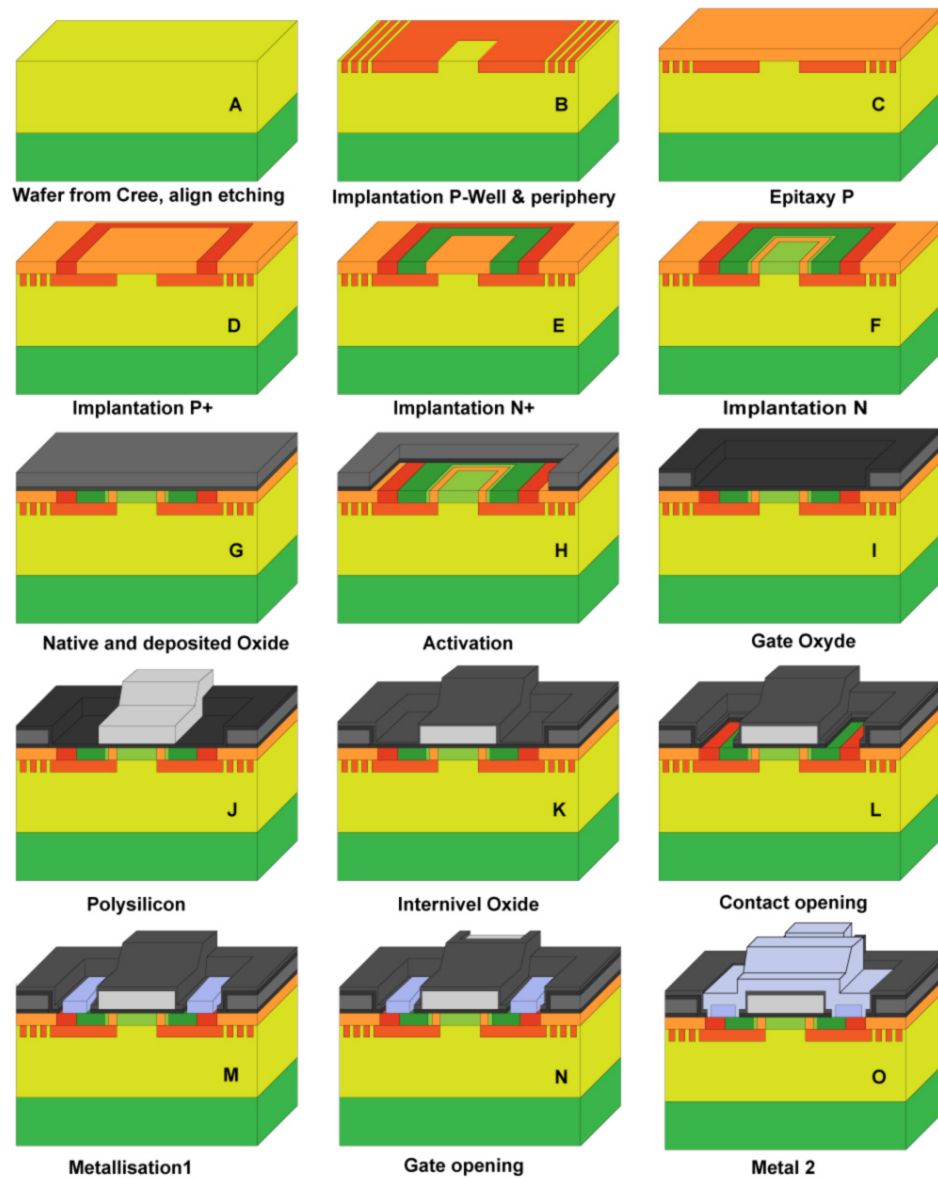 A
B
C
Wafer from Cree, align etching
Implantation P-Well & periphery
Epitaxy P
D
E
F
Implantation P+
Implantation N+
Implantation N
G
H
I
Native and deposited Oxide
Activation
Gate Oxyde
J
K
L
Polysilicon
Internivel Oxide
Contact opening
M
N
O
Metallisation1
Gate opening
Metal 2